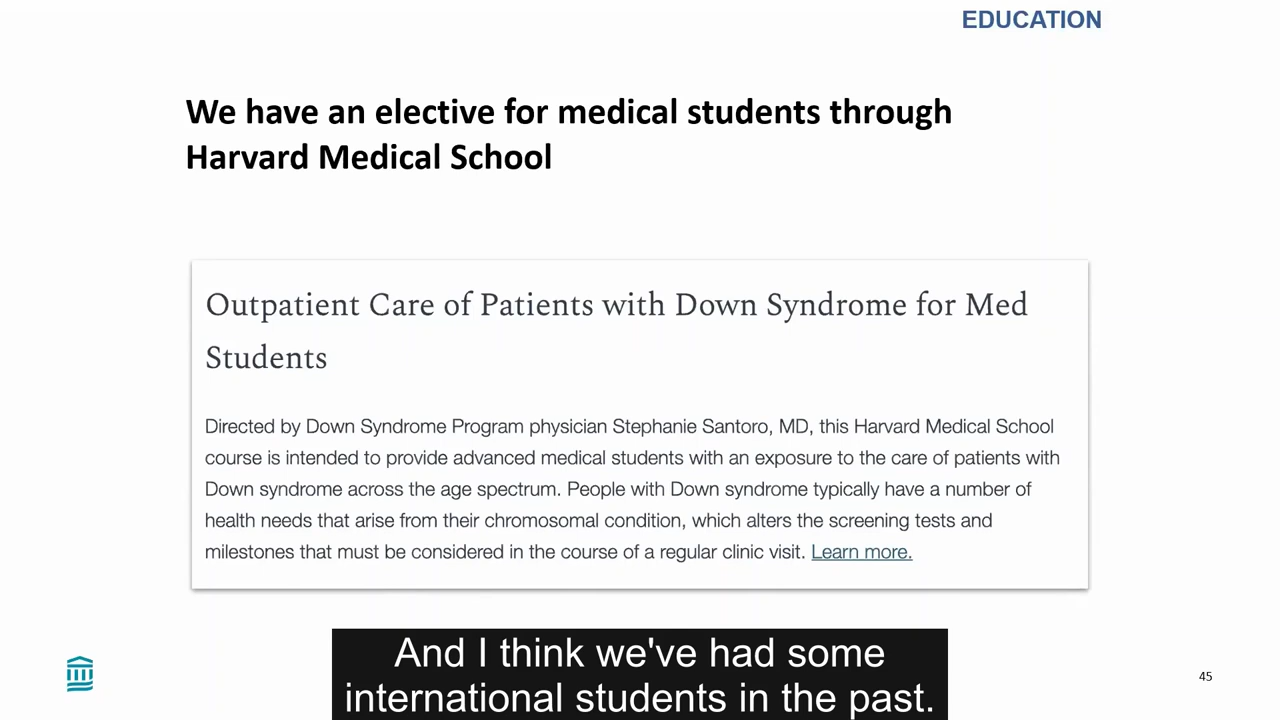 EDUCATION
We have an elective for medical students through
Harvard Medical School
Outpatient Care of Patients with Down Syndrome for Med
Students
Directed by Down Syndrome Program physician Stephanie Santoro, MD, this Harvard Medical School
course is intended to provide advanced medical students with an exposure to the care of patients with
Down syndrome across the age spectrum. People with Down syndrome typically have a number of
health needs that arise from their chromosomal condition, which alters the screening tests and
milestones that must be considered in the course of a regular clinic visit. Learn more.
And I think we've had some
international students in the past.
45